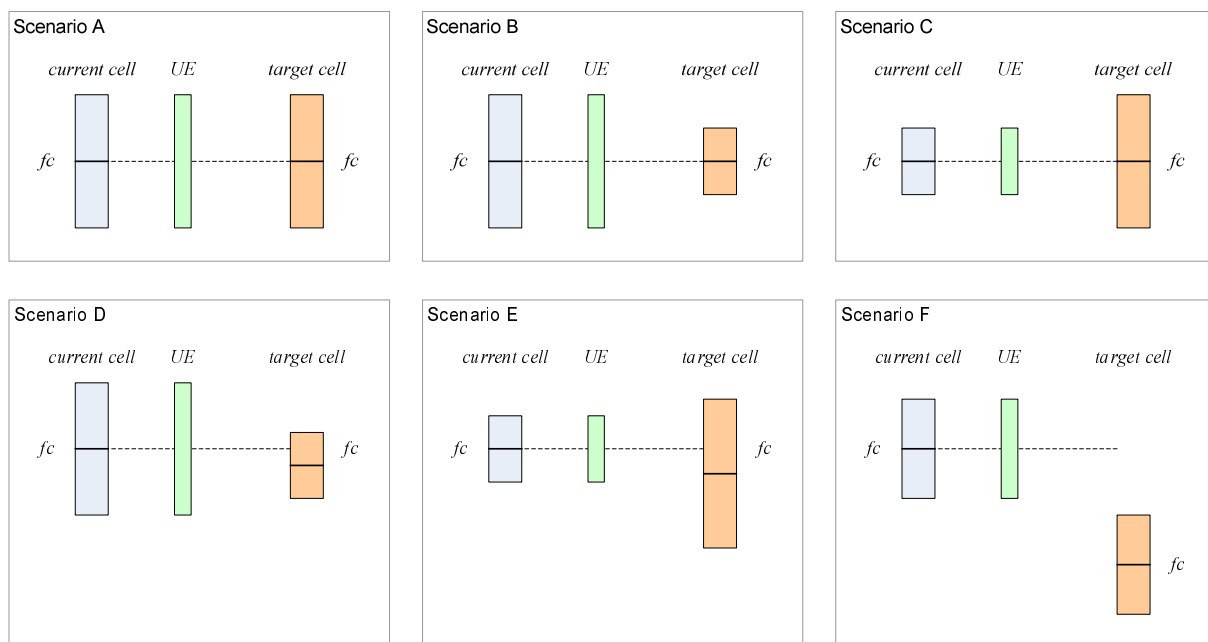 Scenario A
current cell UE target cell
fc fc
Scenario B
current cell UE target cell
fc fc
Scenario C
current cell UE target cell
fc fc
Scenario D
current cell UE target cell
fc fc
Scenario E
current cell UE target cell
fc fc
Scenario F
current cell UE target cell
fc
fc